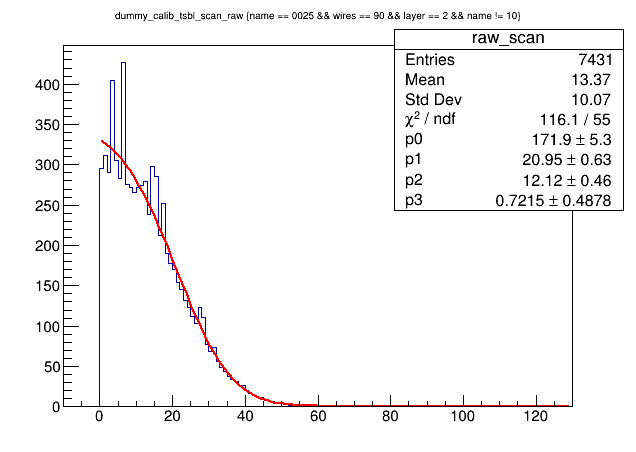 dummy_calib_tsbl_scan_raw {name == 0025 && wires == 90 && layer == 2 && name != 10}
raw_scan
Entries 7431
Mean 13.37
Std Dev 10.07
χ² / ndf 116.1 / 55
p0 171.9 ± 5.3
p1 20.95 ± 0.63
p2 12.12 ± 0.46
p3 0.7215 ± 0.4878
400
350
300
250
200
150
100
50
0
0 20 40 60 80 100 120